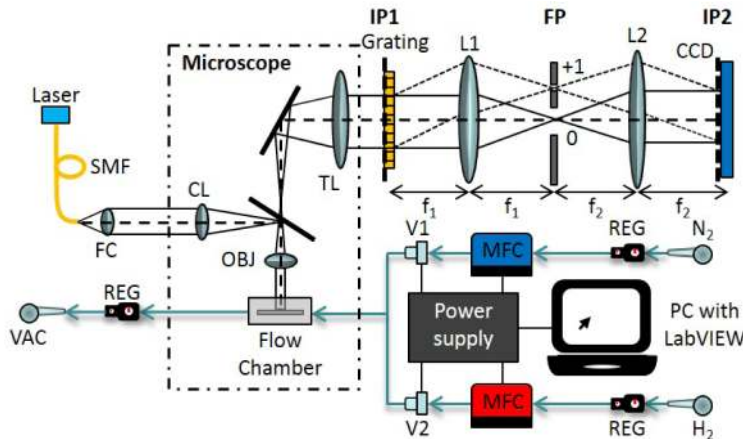 IP1
FP
IP2
Grating
L1
L2
CCD
Microscope
+1
Laser
0
SMF
CL
TL
f1
f1
f2
f2
FC
OBJ
V1
REG
N2
MFC
REG
VAC
Flow
Chamber
Power
supply
PC with
LabVIEW
MFC
V2
REG
H2